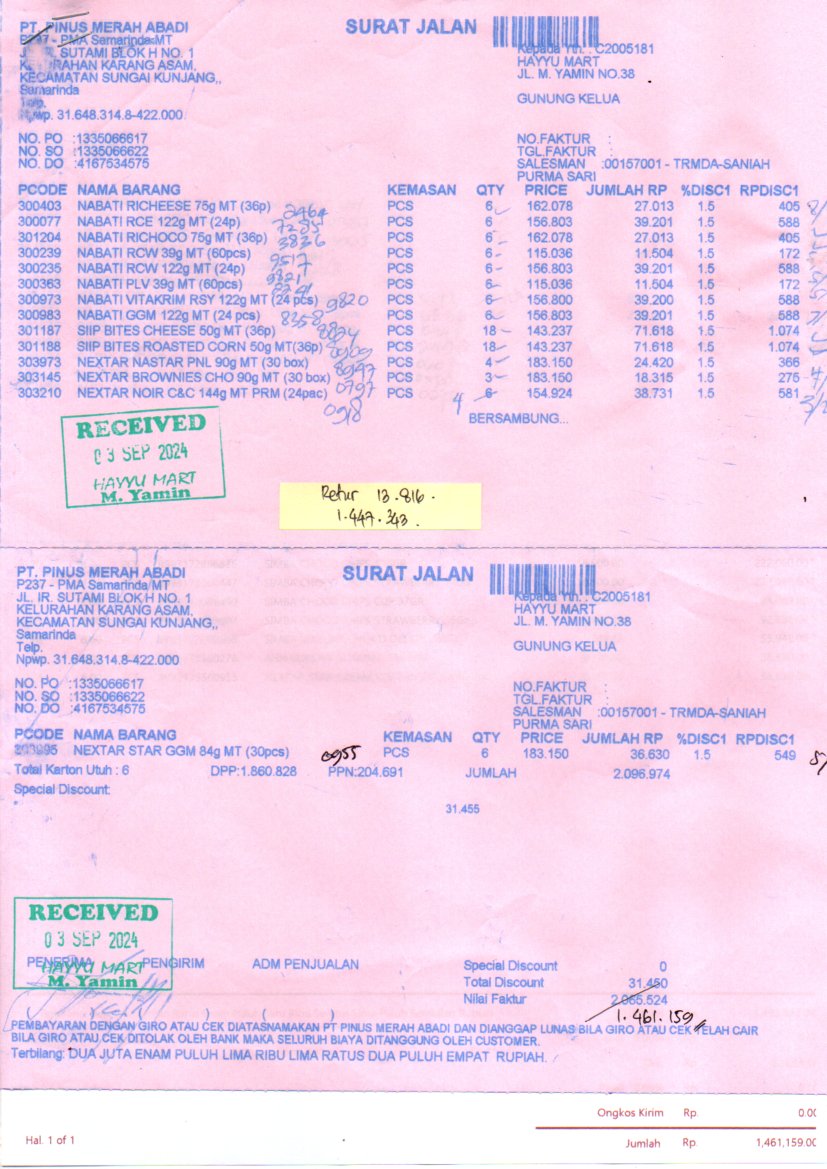 PT. PINUS MERAH ABADI
SURAT JALAN
P237 - PMA Samarinda/MT
Kepada Yth. : C2005181
SUTAMI BLOK H NO. 1
HAYYU MART
KELURAHAN KARANG ASAM,
JL. M. YAMIN NO.38
KECAMATAN SUNGAI KUNJANG,,
Samarinda
Telp.
GUNUNG KELUA
Npwp. 31.648.314.8-422.000
NO. PO :1335066617
NO.FAKTUR :
NO. SO :1335066622
TGL.FAKTUR :
NO. DO :4167534575
SALESMAN :00157001 - TRMDA-SANIAH
PURMA SARI
PCODE NAMA BARANG KEMASAN QTY PRICE JUMLAH RP %DISC1 RPDISC1
300403 NABATI RICHEESE 75g MT (36p) 2464 PCS 6 162.078 27.013 1.5 405
300077 NABATI RCE 122g MT (24p) 7285 PCS 6 156.803 39.201 1.5 588
301204 NABATI RICHOCO 75g MT (36p) 3836 PCS 6 162.078 27.013 1.5 405
300239 NABATI RCW 39g MT (60pcs) 9517 PCS 6 115.036 11.504 1.5 172
300235 NABATI RCW 122g MT (24p) PCS 6 156.803 39.201 1.5 588
300363 NABATI PLV 39g MT (60pcs) PCS 6 115.036 11.504 1.5 172
300973 NABATI VITAKRIM RSY 122g MT (24 pcs) 9820 PCS 6 156.800 39.200 1.5 588
300983 NABATI GGM 122g MT (24 pcs) 8358 PCS 6 156.803 39.201 1.5 588
301187 SIIP BITES CHEESE 50g MT (36p) PCS 18 143.237 71.618 1.5 1.074
301188 SIIP BITES ROASTED CORN 50g MT(36p) PCS 18 143.237 71.618 1.5 1.074
303973 NEXTAR NASTAR PNL 90g MT (30 box) PCS 4 183.150 24.420 1.5 366
303145 NEXTAR BROWNIES CHO 90g MT (30 box) PCS 3 183.150 18.315 1.5 275
303210 NEXTAR NOIR C&C 144g MT PRM (24pac) 0797 PCS 4 6 154.924 38.731 1.5 581
0918
BERSAMBUNG...
RECEIVED
03 SEP 2024
HAYYU MART
M. Yamin
Retur 13.816.
1.447.343.
PT. PINUS MERAH ABADI
SURAT JALAN
P237 - PMA Samarinda/MT
Kepada Yth. : C2005181
JL. IR. SUTAMI BLOK H NO. 1
HAYYU MART
KELURAHAN KARANG ASAM,
JL. M. YAMIN NO.38
KECAMATAN SUNGAI KUNJANG,,
Samarinda
GUNUNG KELUA
Telp.
Npwp. 31.648.314.8-422.000
NO. PO :1335066617
NO.FAKTUR :
NO. SO :1335066622
TGL.FAKTUR :
NO. DO :4167534575
SALESMAN :00157001 - TRMDA-SANIAH
PURMA SARI
PCODE NAMA BARANG KEMASAN QTY PRICE JUMLAH RP %DISC1 RPDISC1
NEXTAR STAR GGM 84g MT (30pcs) 0955 PCS 6 183.150 36.630 1.5 549
Total Karton Utuh : 6 DPP:1.860.828 PPN:204.691 JUMLAH 2.096.974
Special Discount:
31.455
RECEIVED
03 SEP 2024
HAYYU MART
M. Yamin
PENERIMA PENGIRIM ADM PENJUALAN
Special Discount 0
Total Discount 31.450
Nilai Faktur 2.065.524
1.461.159
) ( )
PEMBAYARAN DENGAN GIRO ATAU CEK DIATASNAMAKAN PT PINUS MERAH ABADI DAN DIANGGAP LUNAS BILA GIRO ATAU CEK TELAH CAIR
BILA GIRO ATAU CEK DITOLAK OLEH BANK MAKA SELURUH BIAYA DITANGGUNG OLEH CUSTOMER.
Terbilang: DUA JUTA ENAM PULUH LIMA RIBU LIMA RATUS DUA PULUH EMPAT RUPIAH.
Ongkos Kirim Rp. 0.00
Hal. 1 of 1
Jumlah Rp. 1,461,159.00